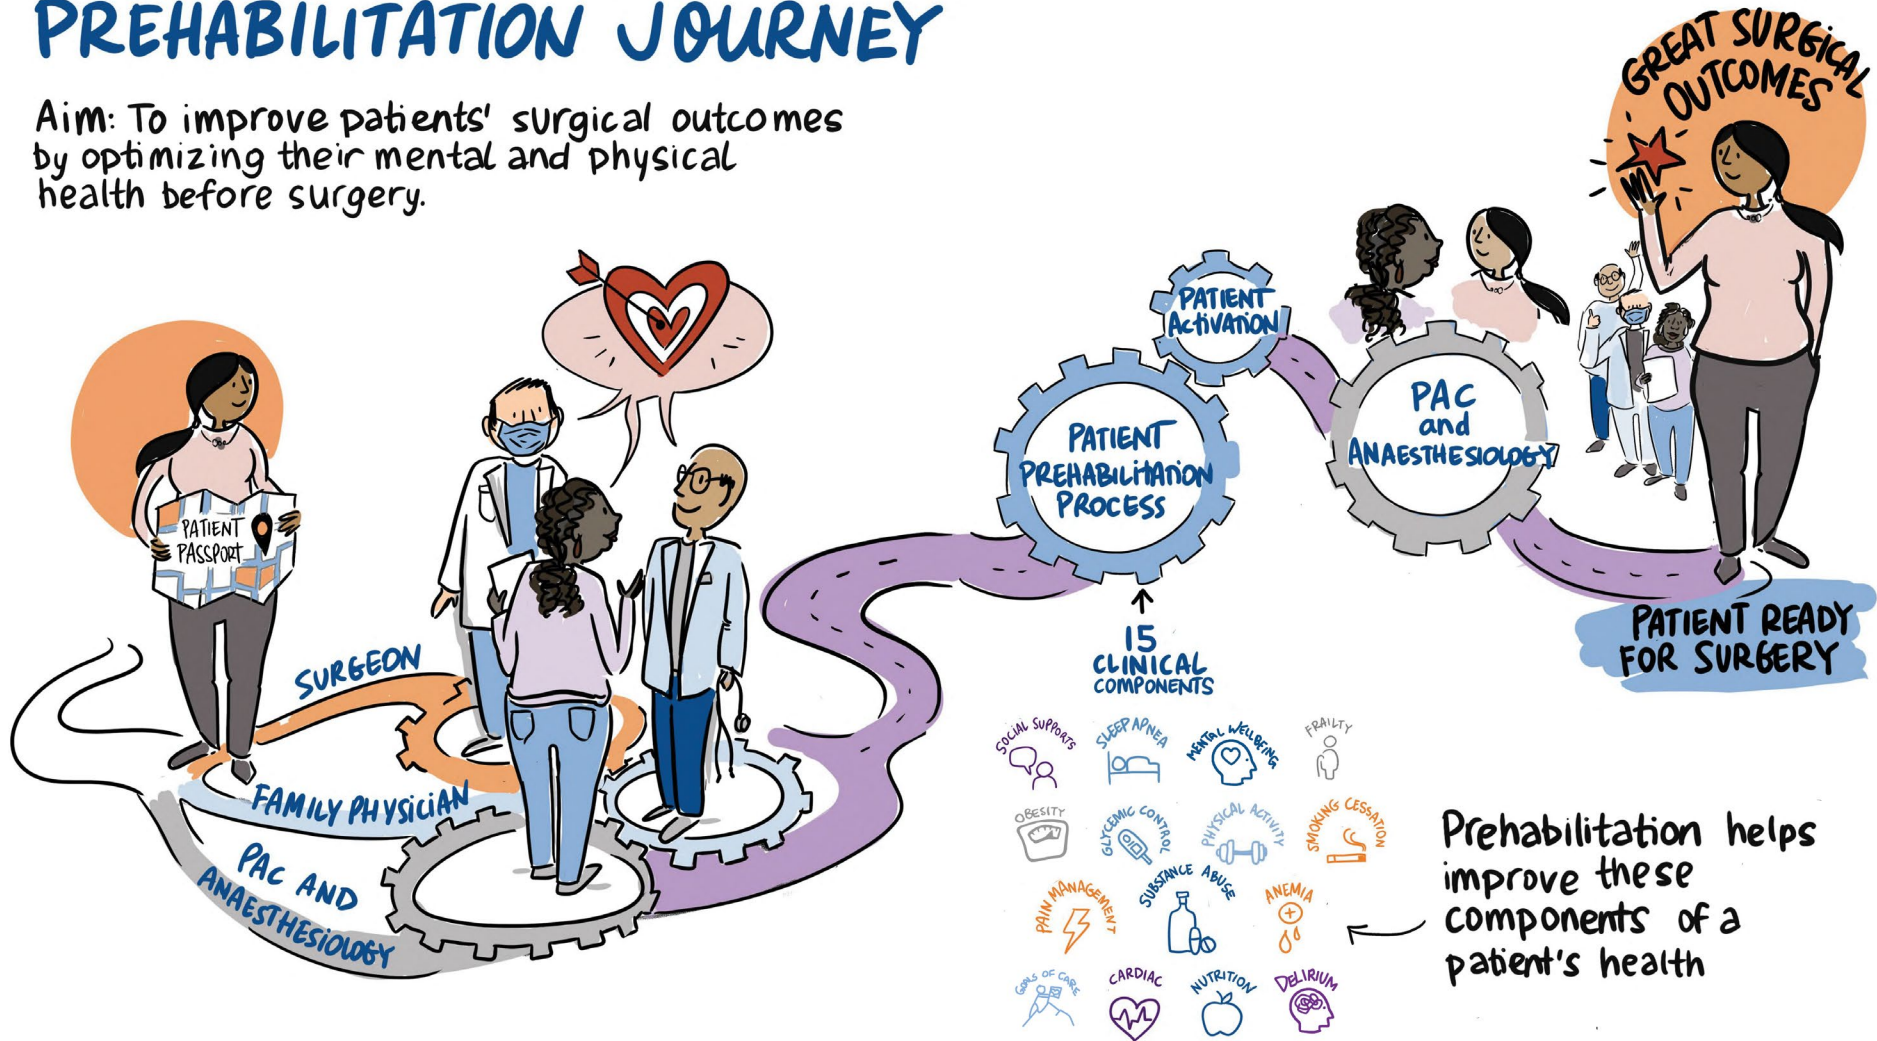 PREHABILITATION JOURNEY
Aim: To improve patients' surgical outcomes
by optimizing their mental and physical
health before surgery.
PATIENT
PASSPORT
SURGEON
FAMILY PHYSICIAN
PAC AND
ANAESTHESIOLOGY
PATIENT
PREHABILITATION
PROCESS
PATIENT
ACTIVATION
PAC
and
ANAESTHESIOLOGY
GREAT SURGICAL
OUTCOMES
PATIENT READY
FOR SURGERY
15
CLINICAL
COMPONENTS
SOCIAL SUPPORTS
SLEEP APNEA
MENTAL WELLBEING
FRAILTY
OBESITY
GLYCEMIC CONTROL
PHYSICAL ACTIVITY
SMOKING CESSATION
PAIN MANAGEMENT
SUBSTANCE ABUSE
ANEMIA
GOALS OF CARE
CARDIAC
NUTRITION
DELIRIUM
Prehabilitation helps
improve these
components of a
patient's health